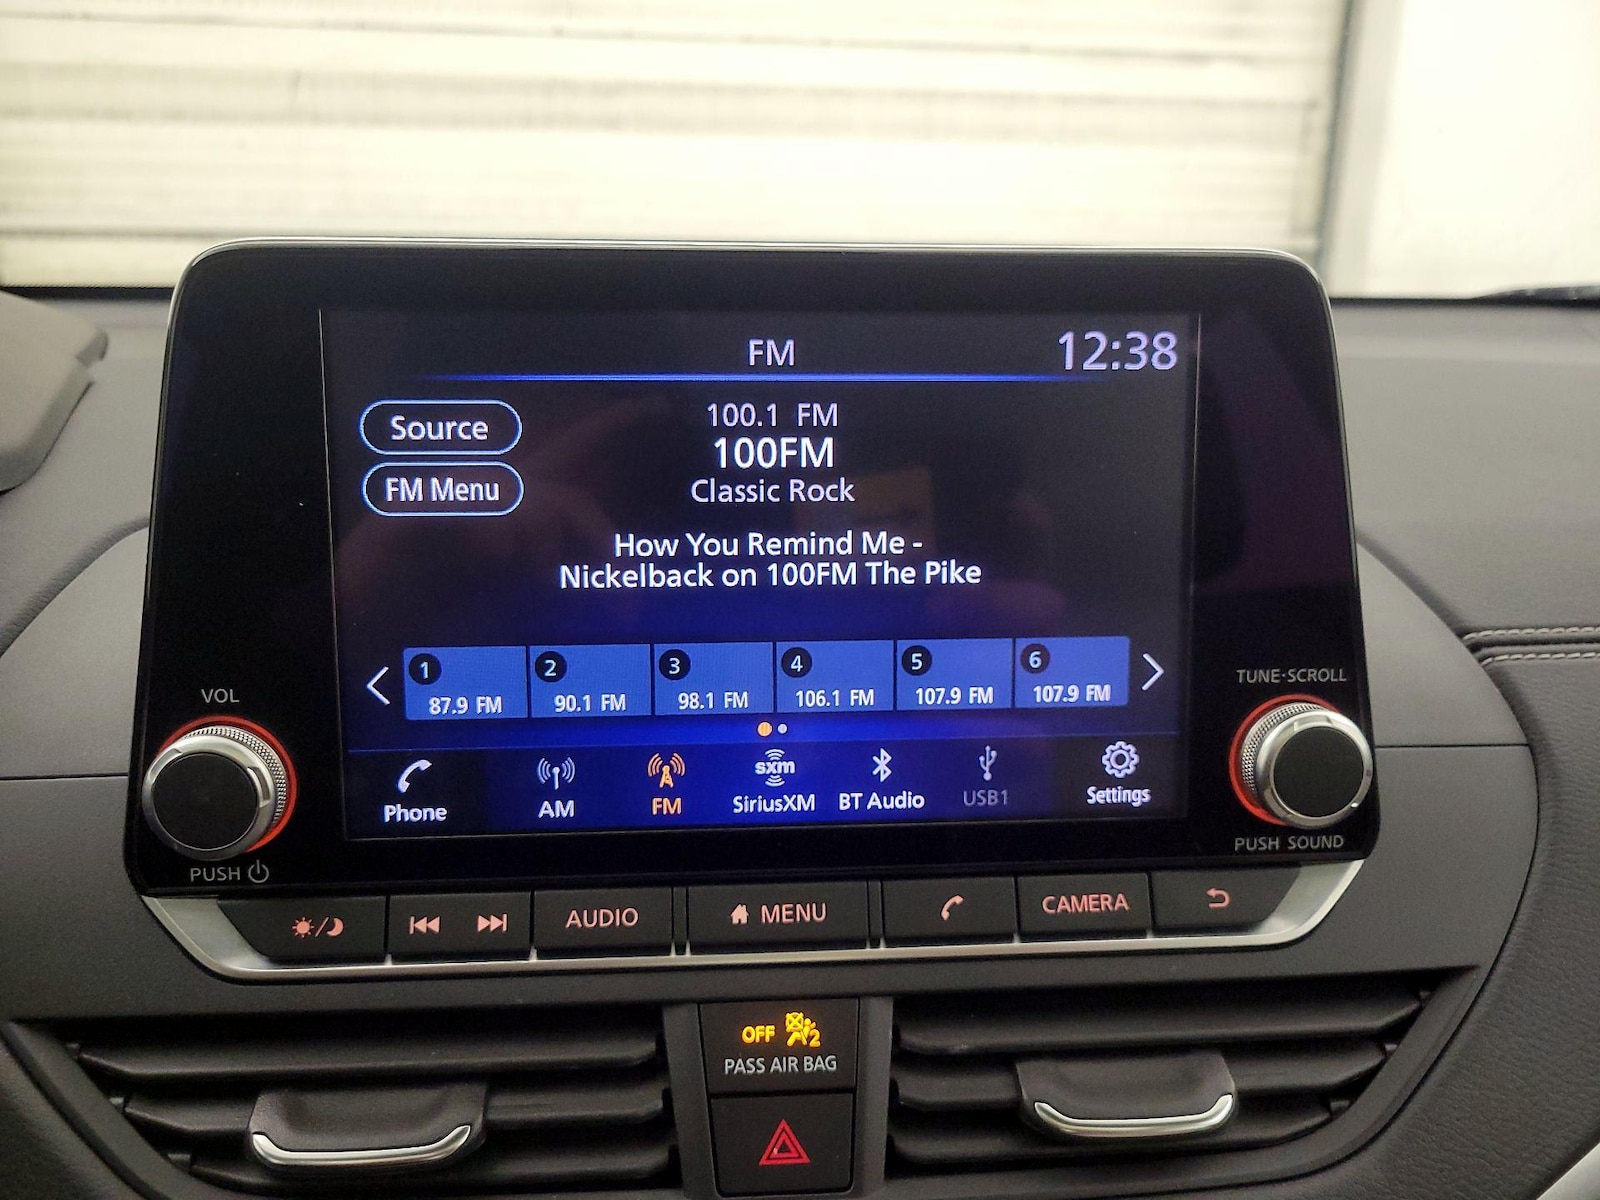 FM
12:38
Source
100.1 FM
100FM
FM Menu
Classic Rock
How You Remind Me -
Nickelback on 100FM The Pike
1
2
3
4
5
6
87.9 FM
90.1 FM
98.1 FM
106.1 FM
107.9 FM
107.9 FM
VOL
TUNE·SCROLL
sxm
Phone
AM
FM
SiriusXM
BT Audio
USB1
Settings
PUSH
PUSH SOUND
AUDIO
MENU
CAMERA
OFF
2
PASS AIR BAG